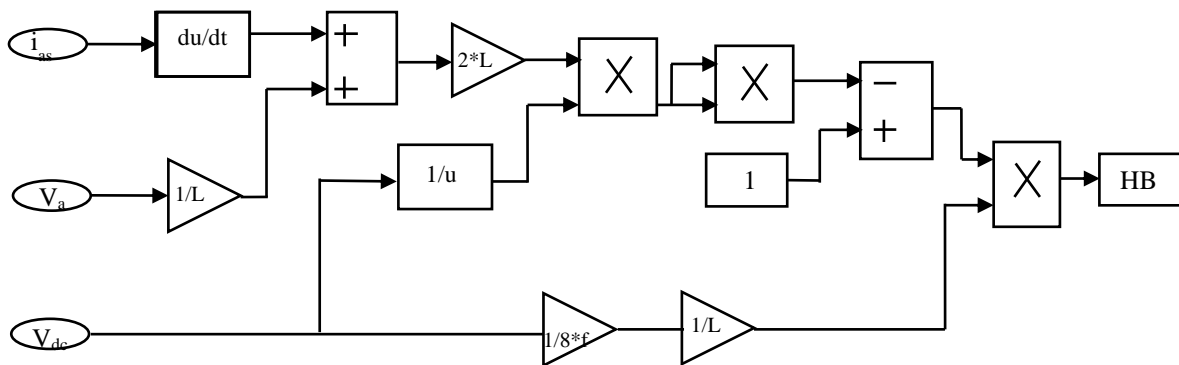 i_as
du/dt
+
+
2*L
V_a
1/L
1/u
−
+
1
HB
V_dc
1/8*f
1/L